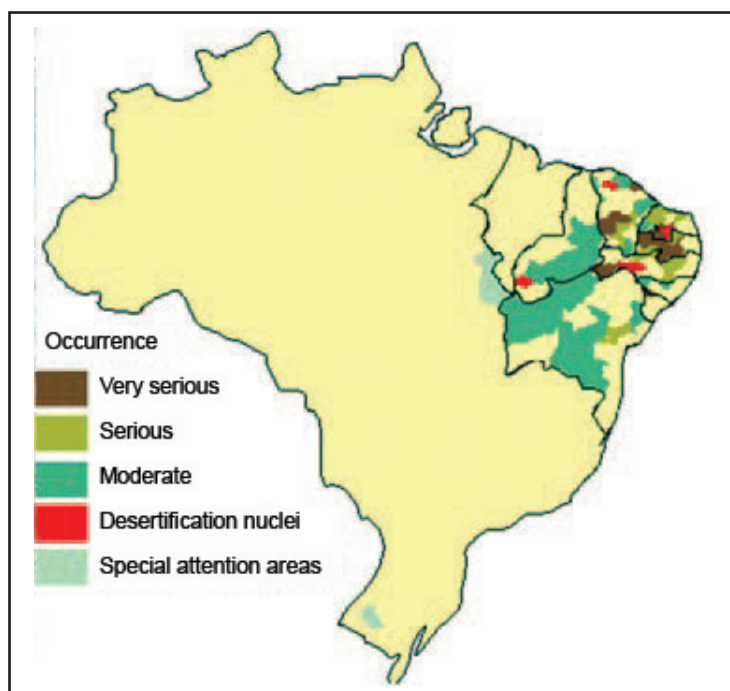 Occurrence
Very serious
Serious
Moderate
Desertification nuclei
Special attention areas